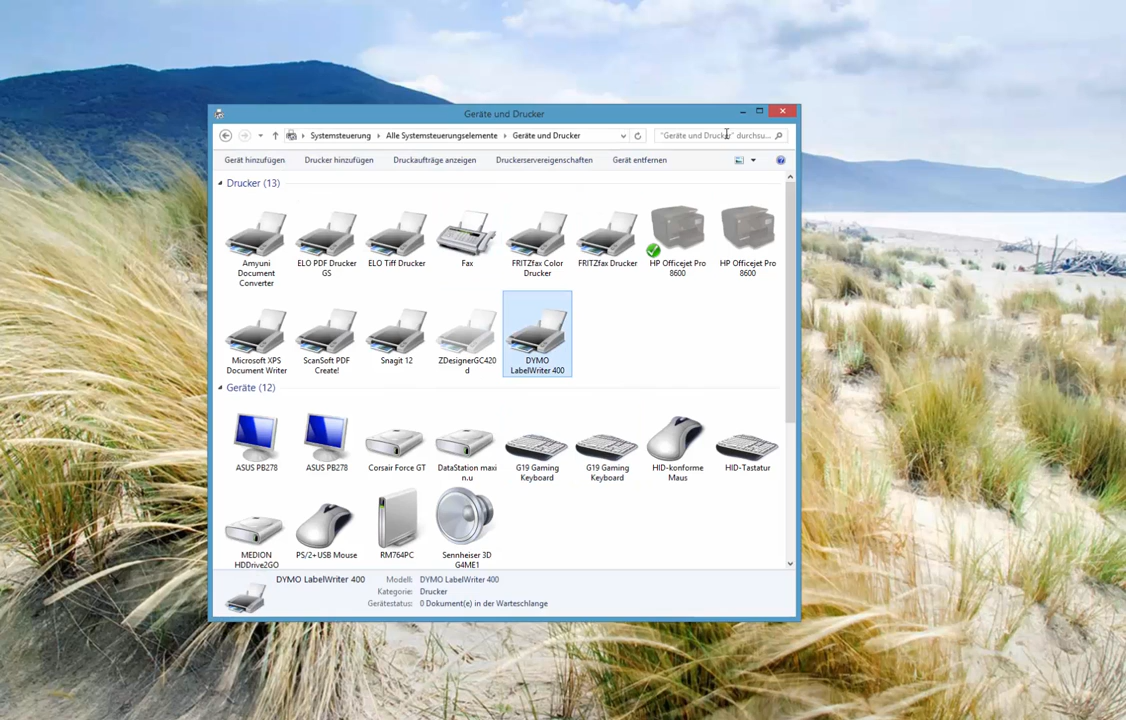 Geräte und Drucker
Systemsteuerung Alle Systemsteuerungselemente Geräte und Drucker "Geräte und Drucker" durchsu...
Gerät hinzufügen Drucker hinzufügen Druckaufträge anzeigen Druckerservereigenschaften Gerät entfernen
Drucker (13)
Amyuni Document Converter
ELO PDF Drucker GS
ELO Tiff Drucker
Fax
FRITZfax Color Drucker
FRITZfax Drucker
HP Officejet Pro 8600
HP Officejet Pro 8600
Microsoft XPS Document Writer
ScanSoft PDF Create!
Snagit 12
ZDesignerGC420d
DYMO LabelWriter 400
Geräte (12)
ASUS PB278
ASUS PB278
Corsair Force GT
DataStation maxi n.u
G19 Gaming Keyboard
G19 Gaming Keyboard
HID-konforme Maus
HID-Tastatur
MEDION HDDrive2GO
PS/2+USB Mouse
RM764PC
Sennheiser 3D G4ME1
DYMO LabelWriter 400 Modell: DYMO LabelWriter 400
Kategorie: Drucker
Gerätestatus: 0 Dokument(e) in der Warteschlange